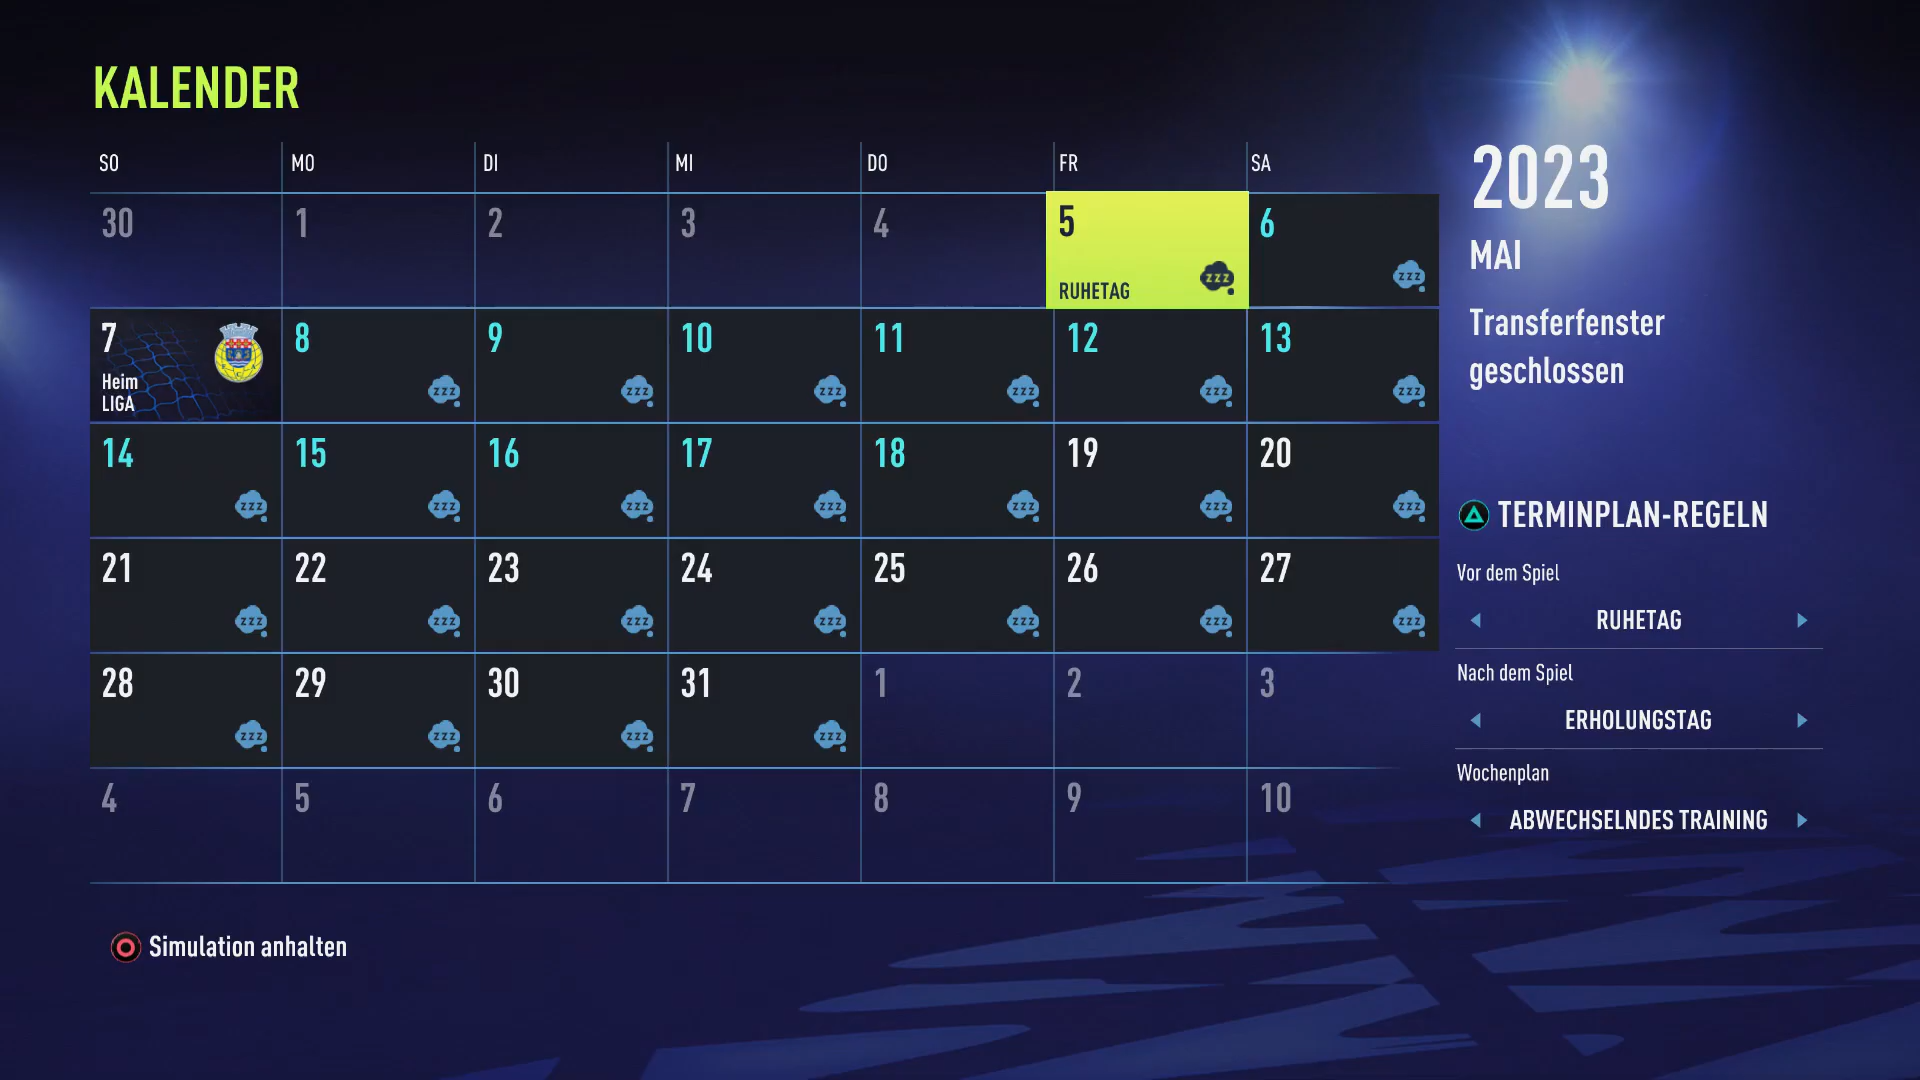 KALENDER
SO MO DI MI DO FR SA
30 1 2 3 4 5 6
RUHETAG
7 8 9 10 11 12 13
Heim
LIGA
14 15 16 17 18 19 20
21 22 23 24 25 26 27
28 29 30 31 1 2 3
4 5 6 7 8 9 10
Simulation anhalten
2023
MAI
Transferfenster
geschlossen
TERMINPLAN-REGELN
Vor dem Spiel
RUHETAG
Nach dem Spiel
ERHOLUNGSTAG
Wochenplan
ABWECHSELNDES TRAINING